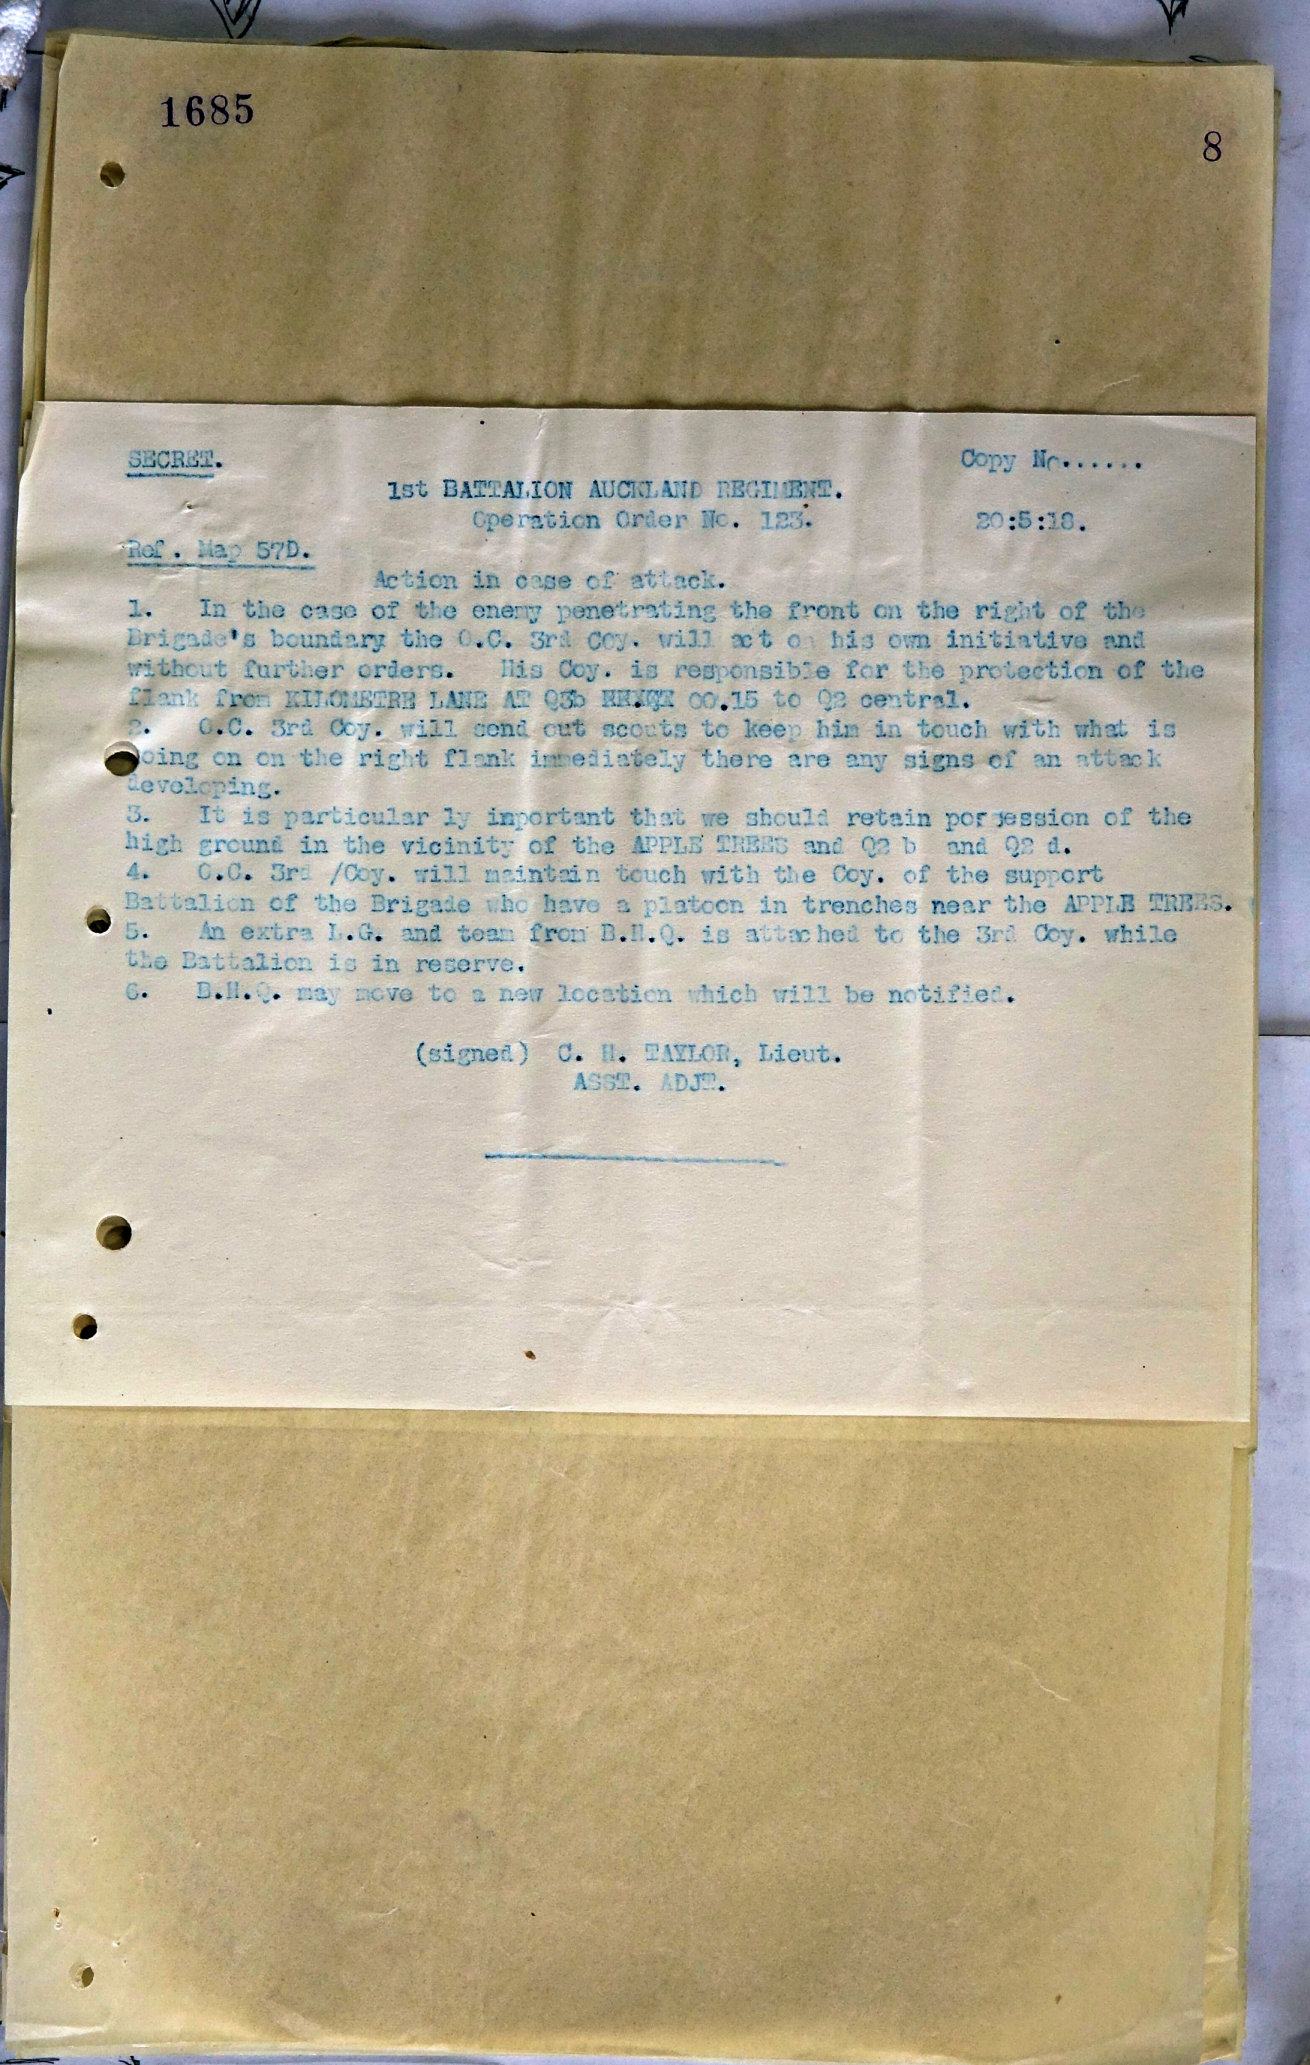 1685
8
SECRET.
Copy No......
1st BATTALION AUCKLAND REGIMENT.
Operation Order No. 123.
20:5:18.
Ref. Map 57D.
Action in case of attack.
1. In the case of the enemy penetrating the front on the right of the
Brigade's boundary the O.C. 3rd Coy. will act on his own initiative and
without further orders. His Coy. is responsible for the protection of the
flank from KILOMETRE LANE AT Q3b 00.15 to Q2 central.
2. O.C. 3rd Coy. will send out scouts to keep him in touch with what is
going on on the right flank immediately there are any signs of an attack
developing.
3. It is particular ly important that we should retain possession of the
high ground in the vicinity of the APPLE TREES and Q2 b and Q2 d.
4. O.C. 3rd /Coy. will maintain touch with the Coy. of the support
Battalion of the Brigade who have a platoon in trenches near the APPLE TREES.
5. An extra L.G. and team from B.H.Q. is attached to the 3rd Coy. while
the Battalion is in reserve.
6. B.H.Q. may move to a new location which will be notified.
(signed) C. H. TAYLOR, Lieut.
ASST. ADJT.